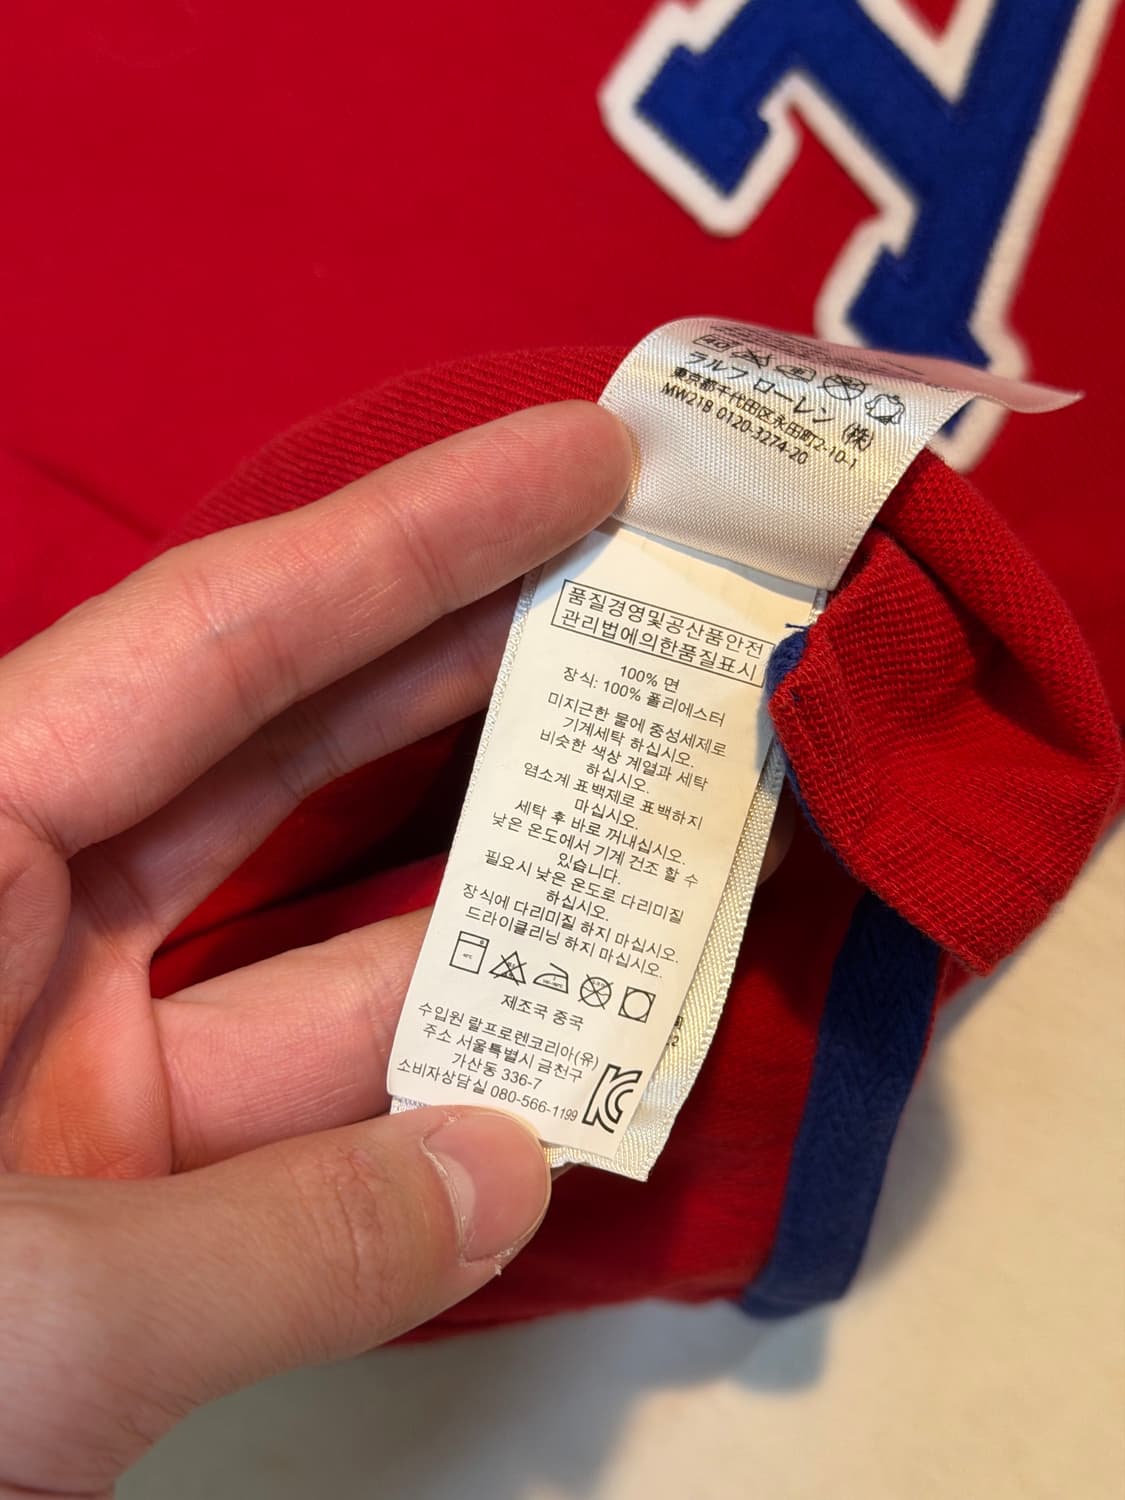 ラルフ ローレン (株)
東京都千代田区永田町2-10-1
MW21B 0120-3274-20
품질경영및공산품안전
관리법에의한품질표시
100% 면
장식: 100% 폴리에스터
미지근한 물에 중성세제로
기계세탁 하십시오.
비슷한 색상 계열과 세탁
하십시오.
염소계 표백제로 표백하지
마십시오.
세탁 후 바로 꺼내십시오.
낮은 온도에서 기계 건조 할 수
있습니다.
필요시 낮은 온도로 다리미질
하십시오.
장식에 다리미질 하지 마십시오.
드라이클리닝 하지 마십시오.
제조국 중국
수입원 랄프로렌코리아(유)
주소 서울특별시 금천구
가산동 336-7
소비자상담실 080-566-1199